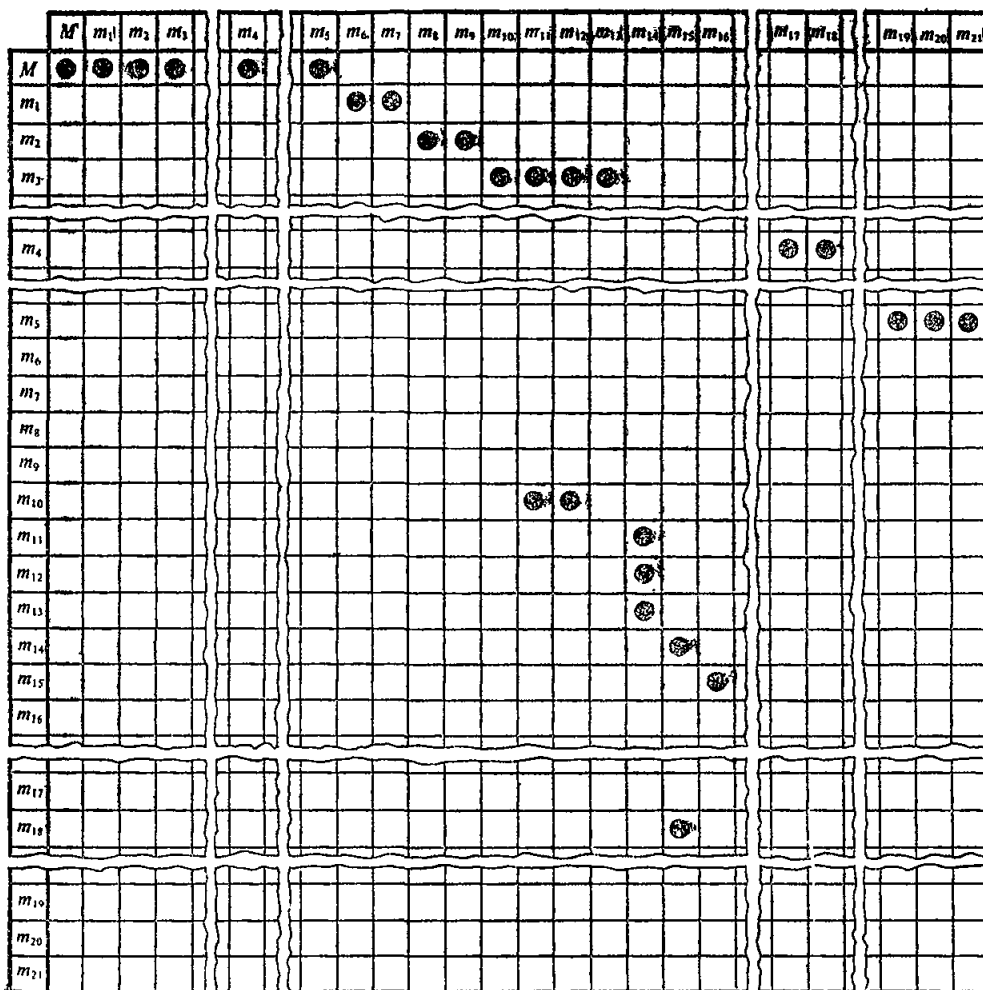 M m₁ m₂ m₃ m₄ m₅ m₆ m₇ m₈ m₉ m₁₀ m₁₁ m₁₂ m₁₃ m₁₄ m₁₅ m₁₆ m₁₇ m₁₈ m₁₉ m₂₀ m₂₁
M
m₁
m₂
m₃
m₄
m₅
m₆
m₇
m₈
m₉
m₁₀
m₁₁
m₁₂
m₁₃
m₁₄
m₁₅
m₁₆
m₁₇
m₁₈
m₁₉
m₂₀
m₂₁